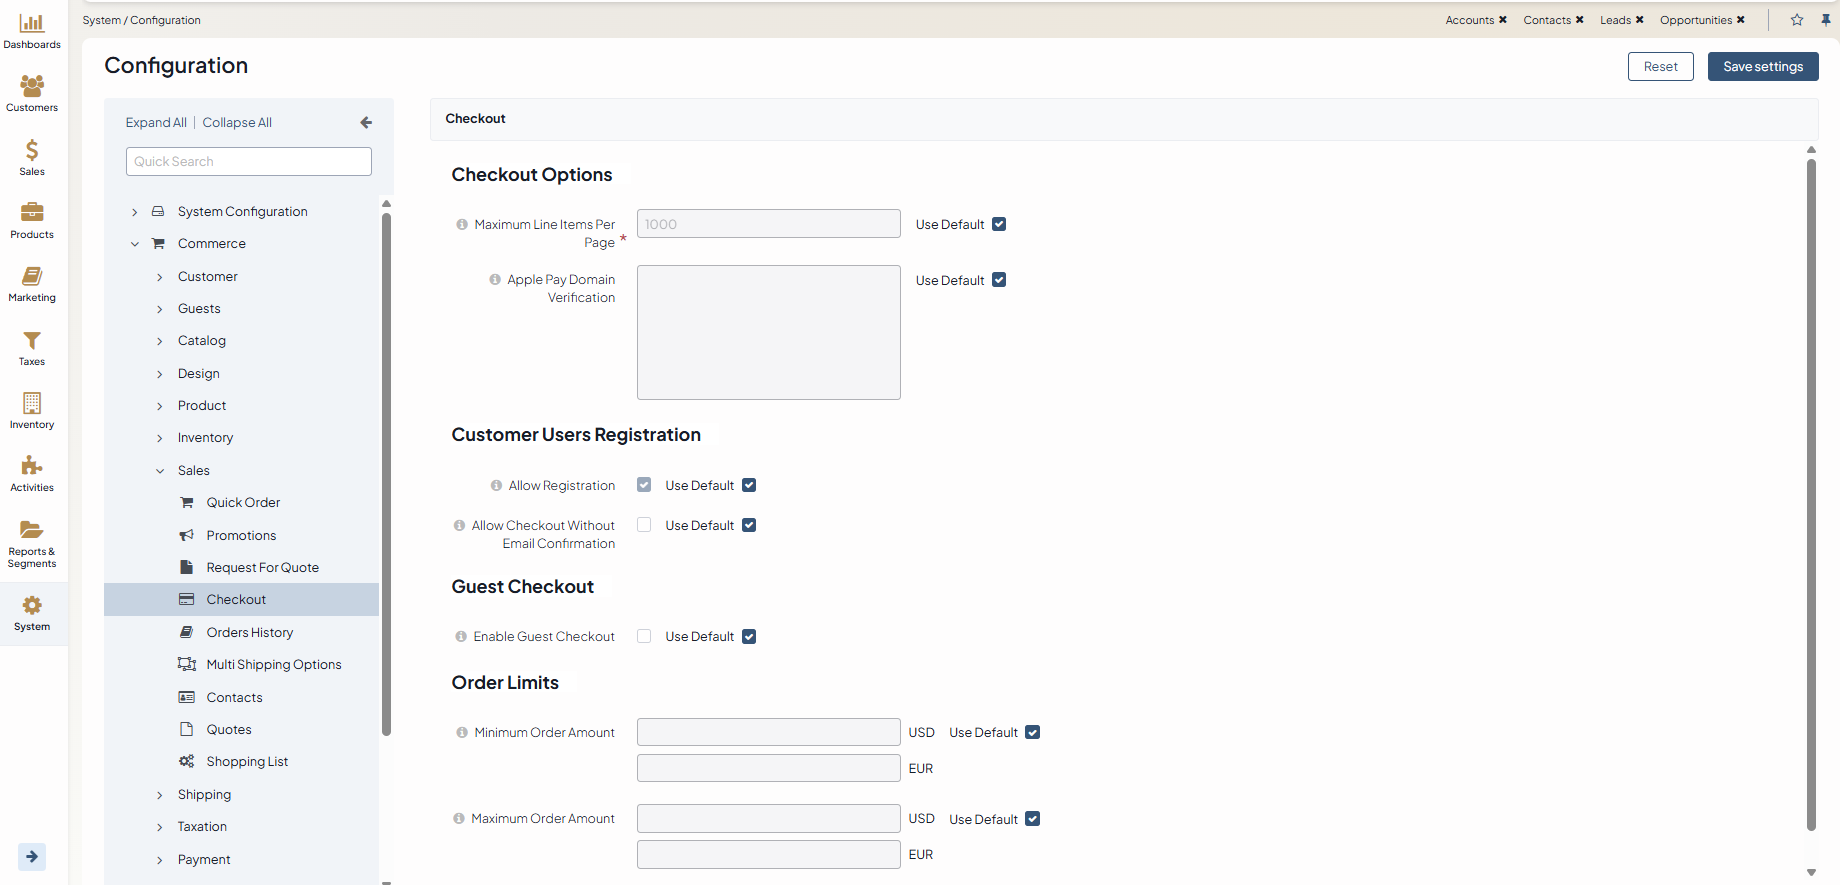 System / Configuration
Accounts ✖ Contacts ✖ Leads ✖ Opportunities ✖
Dashboards
Customers
Sales
Products
Marketing
Taxes
Inventory
Activities
Reports &
Segments
System
Configuration
Reset
Save settings
Expand All | Collapse All
Quick Search
System Configuration
Commerce
Customer
Guests
Catalog
Design
Product
Inventory
Sales
Quick Order
Promotions
Request For Quote
Checkout
Orders History
Multi Shipping Options
Contacts
Quotes
Shopping List
Shipping
Taxation
Payment
Checkout
Checkout Options
Maximum Line Items Per
Page *
1000
Use Default
Apple Pay Domain
Verification
Use Default
Customer Users Registration
Allow Registration
Use Default
Allow Checkout Without
Email Confirmation
Use Default
Guest Checkout
Enable Guest Checkout
Use Default
Order Limits
Minimum Order Amount
USD Use Default
EUR
Maximum Order Amount
USD Use Default
EUR